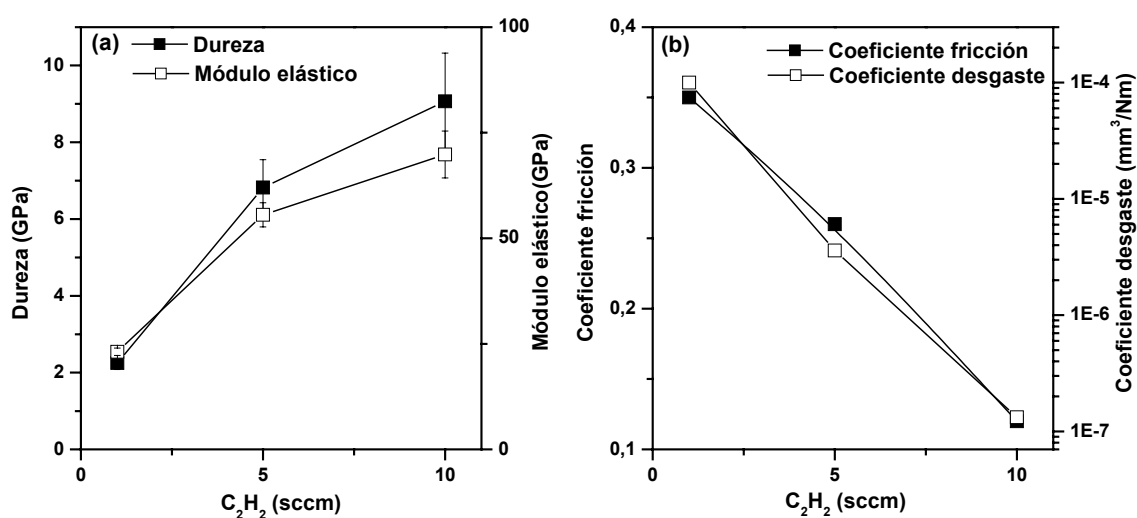 (a)
Dureza
Módulo elástico
10
8
6
4
2
0
Dureza (GPa)
100
50
0
Módulo elástico(GPa)
0
5
10
C₂H₂ (sccm)
(b)
Coeficiente fricción
Coeficiente desgaste
0,4
0,3
0,2
0,1
Coeficiente fricción
1E-4
1E-5
1E-6
1E-7
Coeficiente desgaste (mm³/Nm)
0
5
10
C₂H₂ (sccm)